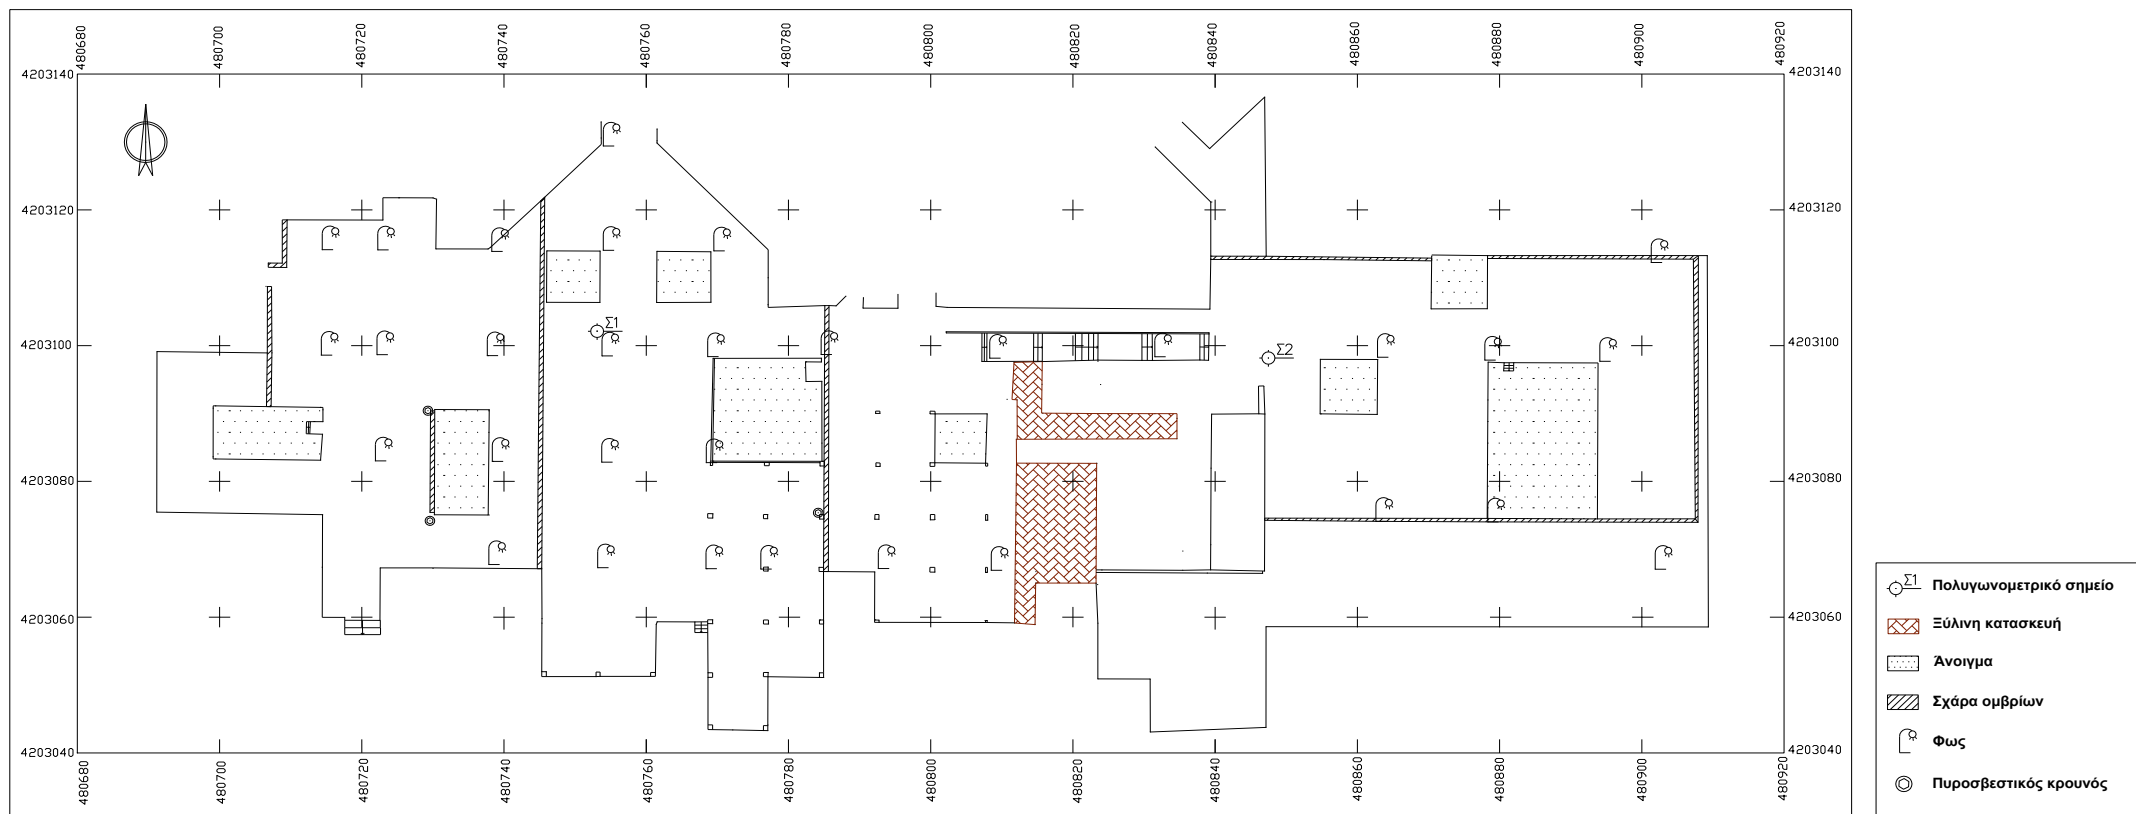 480680 480700 480720 480740 480760 480780 480800 480820 480840 480860 480880 480900 480920
4203140 4203140
4203120 4203120
Σ1
4203100 4203100
Σ2
4203080 4203080
4203060 4203060
4203040 4203040
480680 480700 480720 480740 480760 480780 480800 480820 480840 480860 480880 480900 480920
Σ1 Πολυγωνομετρικό σημείο
Ξύλινη κατασκευή
Άνοιγμα
Σχάρα ομβρίων
Φως
Πυροσβεστικός κρουνός